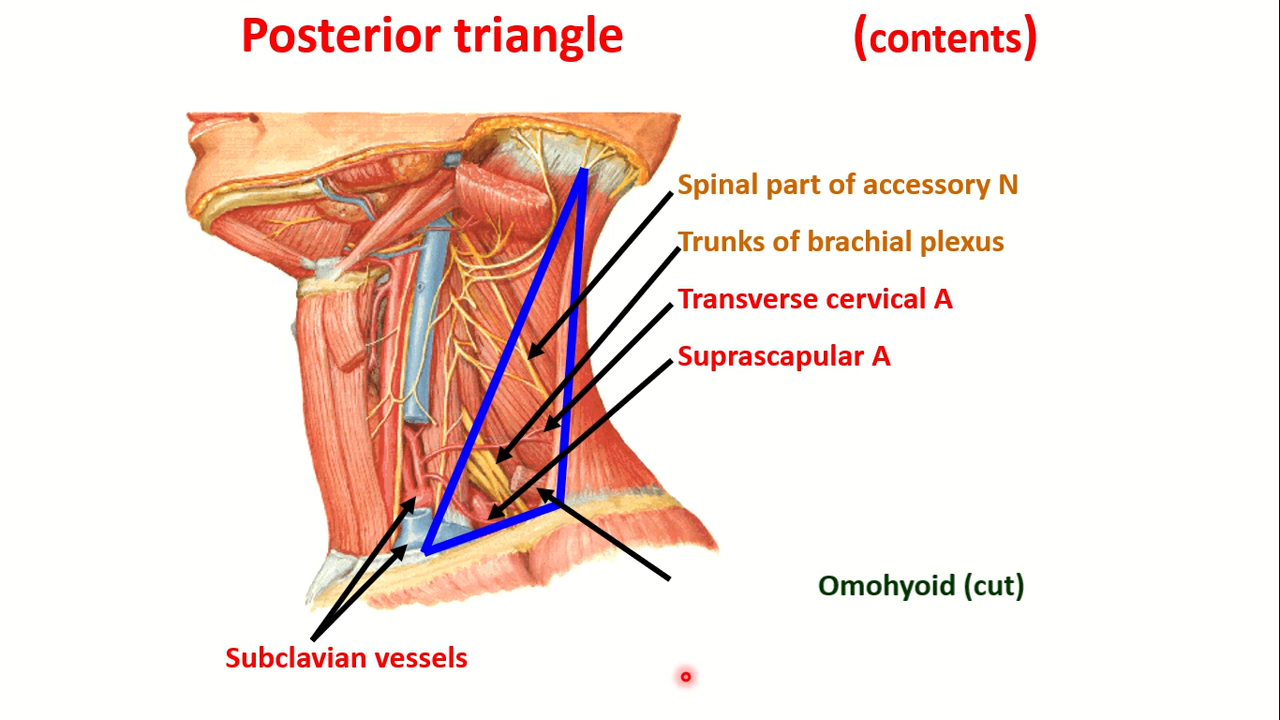 Posterior triangle (contents)
Spinal part of accessory N
Trunks of brachial plexus
Transverse cervical A
Suprascapular A
Omohyoid (cut)
Subclavian vessels